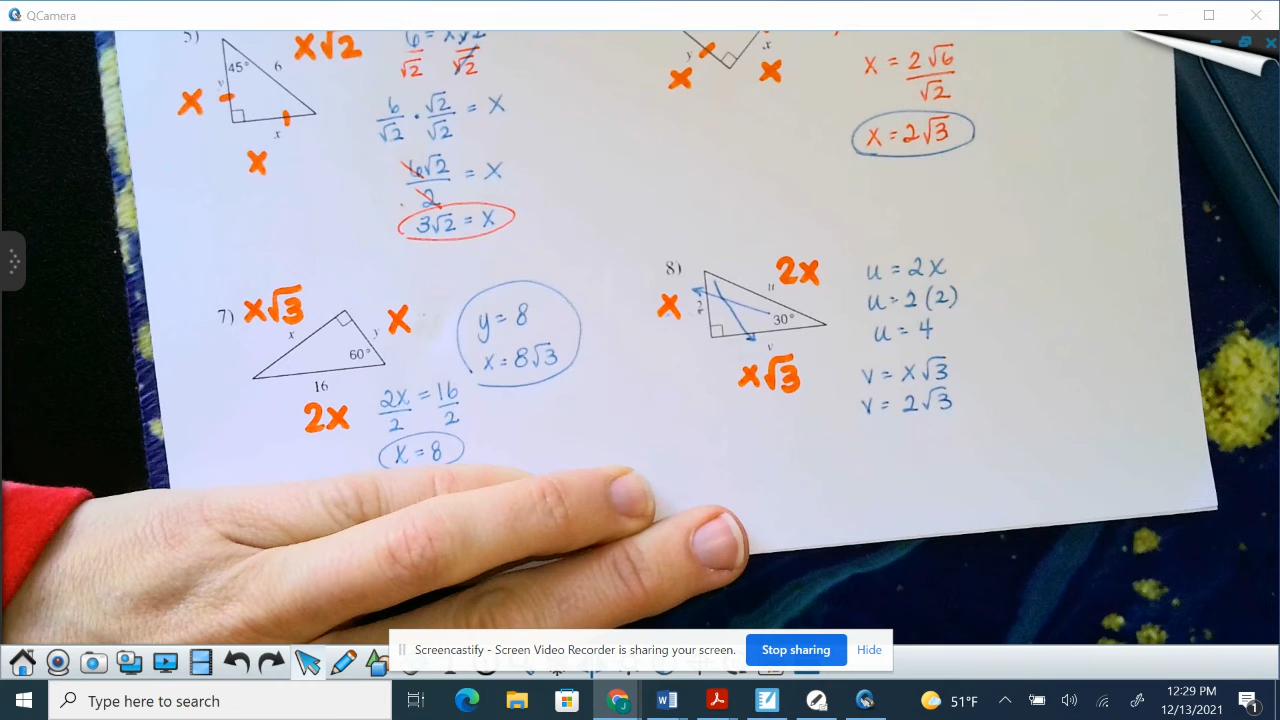 QCamera
5)
x√2
45°
6
y
x
x
x
6 = x√2
√2 √2
6/√2 · √2/√2 = x
6√2/2 = x
3√2 = x
y
x
x
x
x = 2√6/√2
x = 2√3
7)
x√3
x
y
x
60°
16
2x
2x/2 = 16/2
x = 8
y = 8
x = 8√3
8)
2x
u
x
2
30°
v
x√3
u = 2x
u = 2(2)
u = 4
v = x√3
v = 2√3
Screencastify - Screen Video Recorder is sharing your screen.
Stop sharing
Hide
Type here to search
51°F
12:29 PM
12/13/2021
1